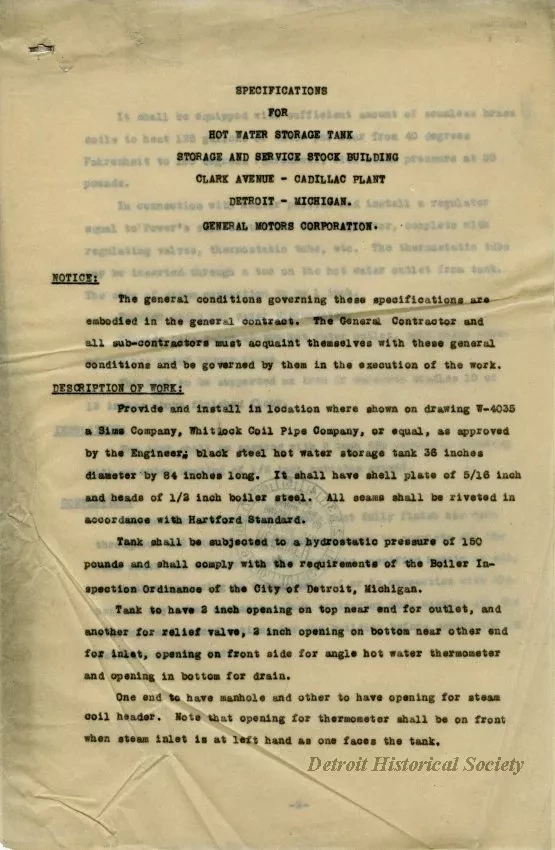 SPECIFICATIONS
FOR
HOT WATER STORAGE TANK
STORAGE AND SERVICE STOCK BUILDING
CLARK AVENUE - CADILLAC PLANT
DETROIT - MICHIGAN.
GENERAL MOTORS CORPORATION.
NOTICE:
The general conditions governing these specifications are
embodied in the general contract. The General Contractor and
all sub-contractors must acquaint themselves with these general
conditions and be governed by them in the execution of the work.
DESCRIPTION OF WORK:
Provide and install in location where shown on drawing W-4035
a Sims Company, Whitlock Coil Pipe Company, or equal, as approved
by the Engineer; black steel hot water storage tank 36 inches
diameter by 84 inches long. It shall have shell plate of 5/16 inch
and heads of 1/2 inch boiler steel. All seams shall be riveted in
accordance with Hartford Standard.
Tank shall be subjected to a hydrostatic pressure of 150
pounds and shall comply with the requirements of the Boiler In-
spection Ordinance of the City of Detroit, Michigan.
Tank to have 2 inch opening on top near end for outlet, and
another for relief valve, 2 inch opening on bottom near other end
for inlet, opening on front side for angle hot water thermometer
and opening in bottom for drain.
One end to have manhole and other to have opening for steam
coil header. Note that opening for thermometer shall be on front
when steam inlet is at left hand as one faces the tank.
Detroit Historical Society